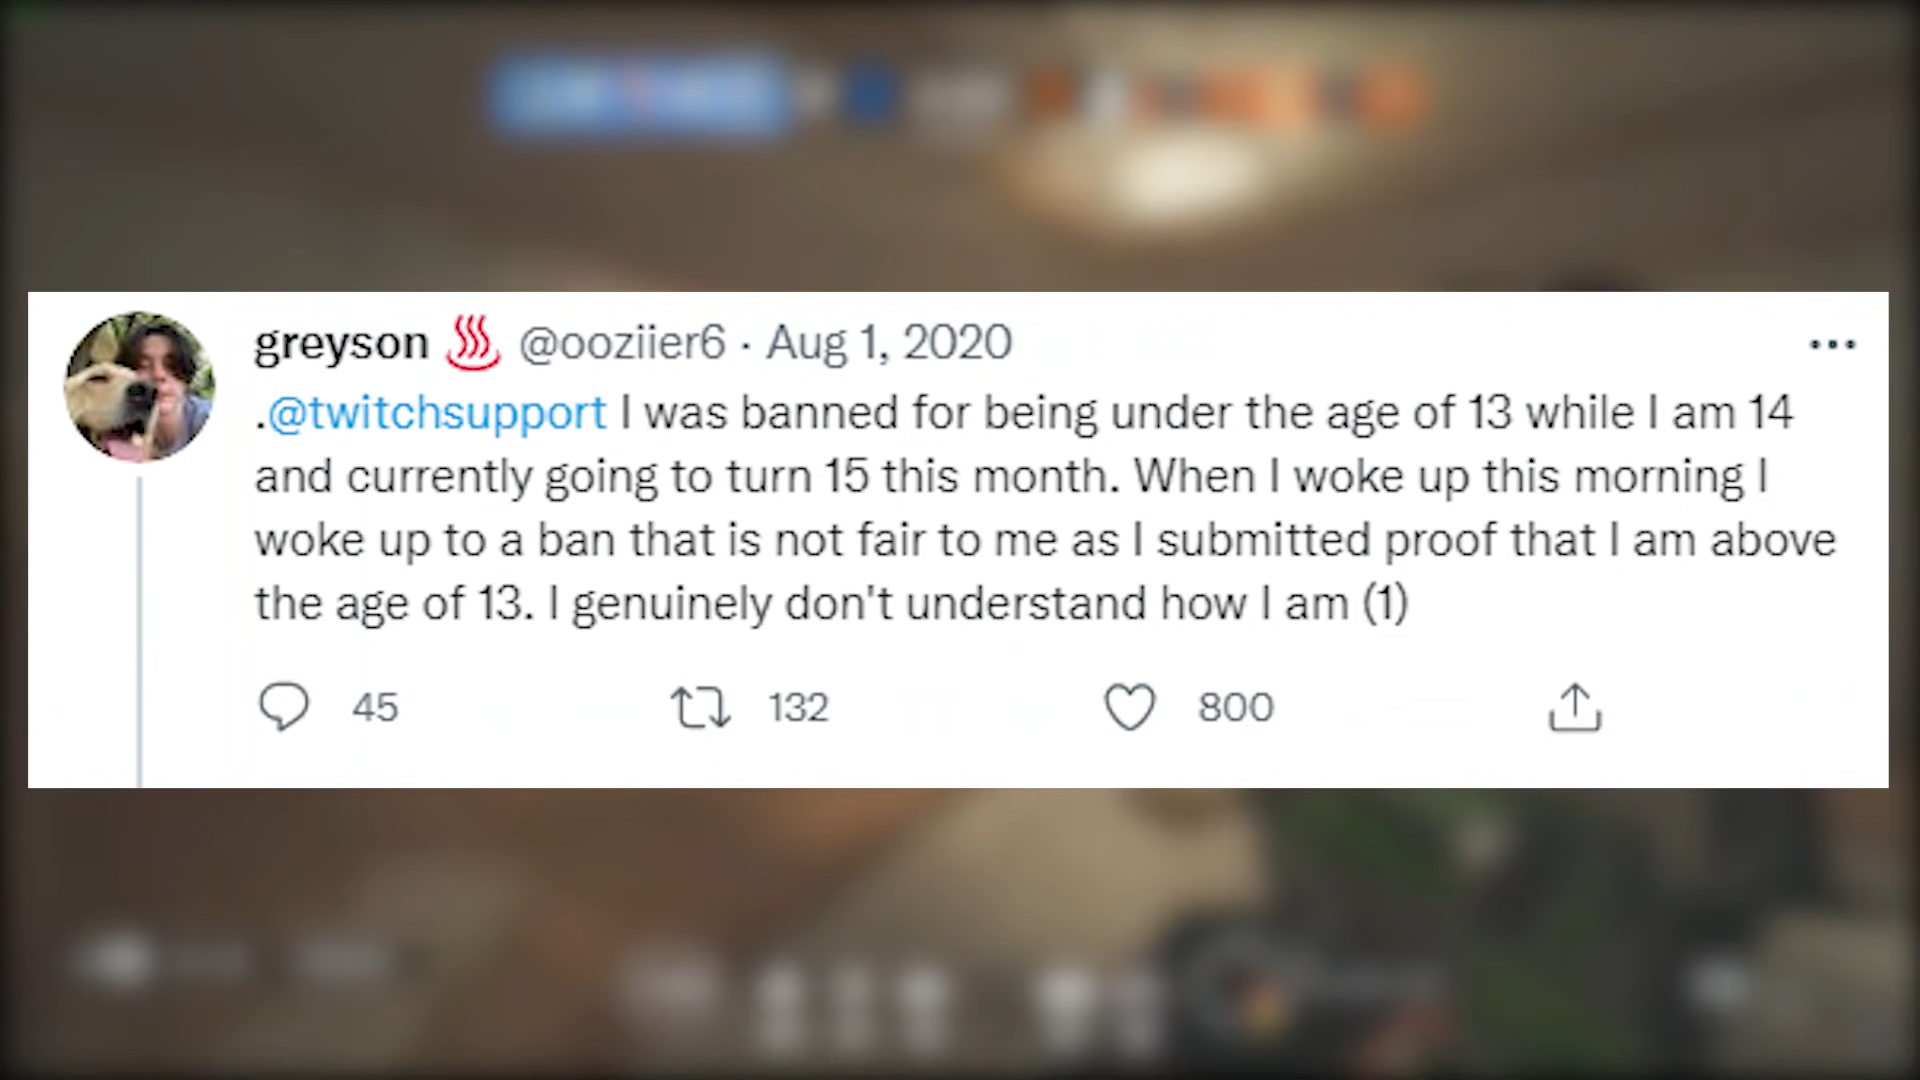 greyson ♨ @ooziier6 · Aug 1, 2020
.@twitchsupport I was banned for being under the age of 13 while I am 14
and currently going to turn 15 this month. When I woke up this morning I
woke up to a ban that is not fair to me as I submitted proof that I am above
the age of 13. I genuinely don't understand how I am (1)
45 132 800